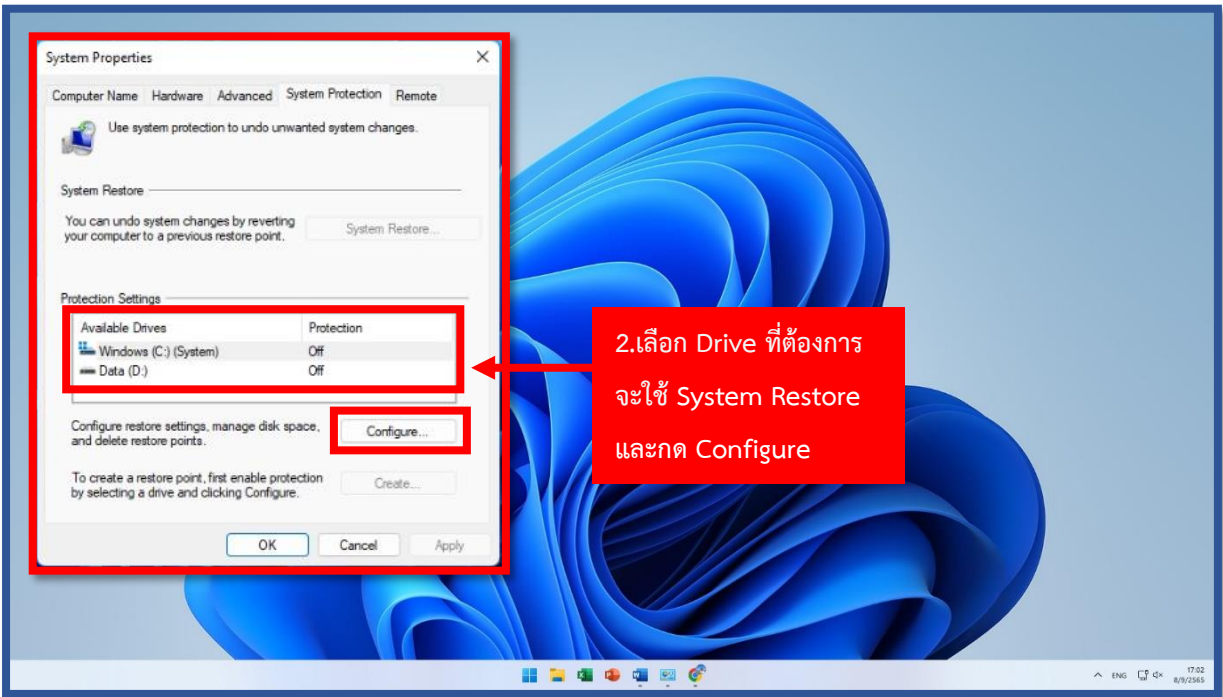 System Properties
Computer Name Hardware Advanced System Protection Remote
Use system protection to undo unwanted system changes.
System Restore
You can undo system changes by reverting
your computer to a previous restore point.
System Restore...
Protection Settings
Available Drives Protection
Windows (C:) (System) Off
Data (D:) Off
Configure restore settings, manage disk space,
and delete restore points.
Configure...
To create a restore point, first enable protection
by selecting a drive and clicking Configure.
Create...
OK Cancel Apply
2.เลือก Drive ที่ต้องการ
จะใช้ System Restore
และกด Configure
ENG
17:02
8/9/2565